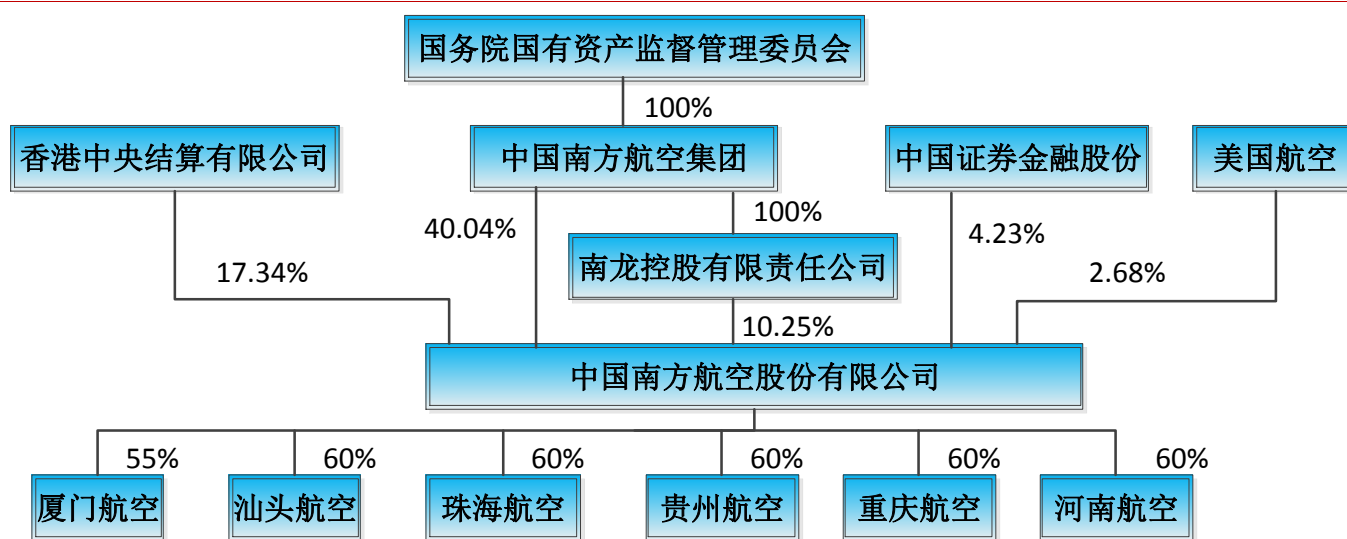 国务院国有资产监督管理委员会
100%
香港中央结算有限公司
中国南方航空集团
中国证券金融股份
美国航空
40.04%
100%
4.23%
17.34%
南龙控股有限责任公司
2.68%
10.25%
中国南方航空股份有限公司
55%
60%
60%
60%
60%
60%
厦门航空
汕头航空
珠海航空
贵州航空
重庆航空
河南航空